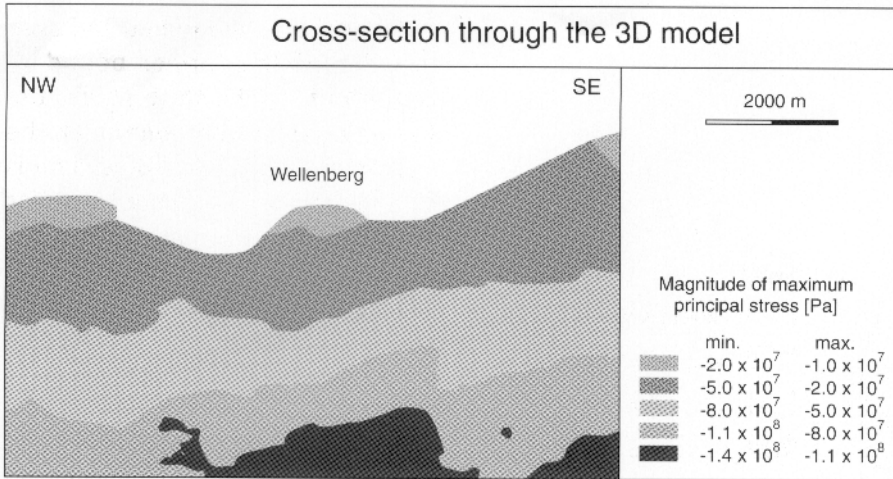 Cross-section through the 3D model
NW
SE
2000 m
Wellenberg
Magnitude of maximum
principal stress [Pa]
min. max.
-2.0 x 10^7 -1.0 x 10^7
-5.0 x 10^7 -2.0 x 10^7
-8.0 x 10^7 -5.0 x 10^7
-1.1 x 10^8 -8.0 x 10^7
-1.4 x 10^8 -1.1 x 10^8